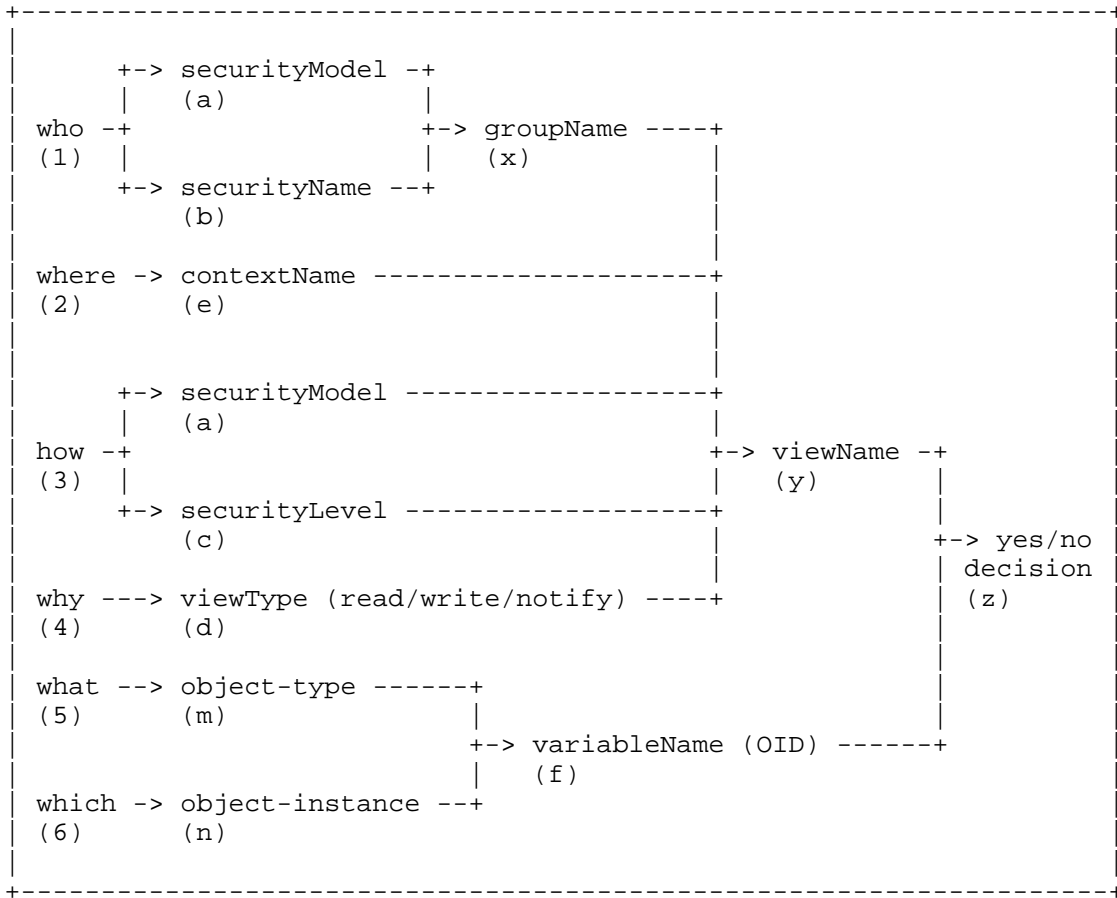 +--------------------------------------------------------------------+
|                                                                    |
|      +-> securityModel -+                                          |
|      |   (a)            |                                          |
| who -+                  +-> groupName ----+                        |
| (1)  |                  |   (x)           |                        |
|      +-> securityName --+                 |                        |
|          (b)                              |                        |
|                                           |                        |
| where -> contextName ---------------------+                        |
| (2)      (e)                              |                        |
|                                           |                        |
|                                           |                        |
|      +-> securityModel -------------------+                        |
|      |   (a)                              |                        |
| how -+                                    +-> viewName -+          |
| (3)  |                                    |   (y)       |          |
|      +-> securityLevel -------------------+             |          |
|          (c)                              |             +-> yes/no |
|                                           |             | decision |
| why ---> viewType (read/write/notify) ----+             | (z)      |
| (4)      (d)                                            |          |
|                                                         |          |
| what --> object-type ------+                            |          |
| (5)      (m)               |                            |          |
|                            +-> variableName (OID) ------+          |
|                            |   (f)                                 |
| which -> object-instance --+                                       |
| (6)      (n)                                                       |
|                                                                    |
+--------------------------------------------------------------------+